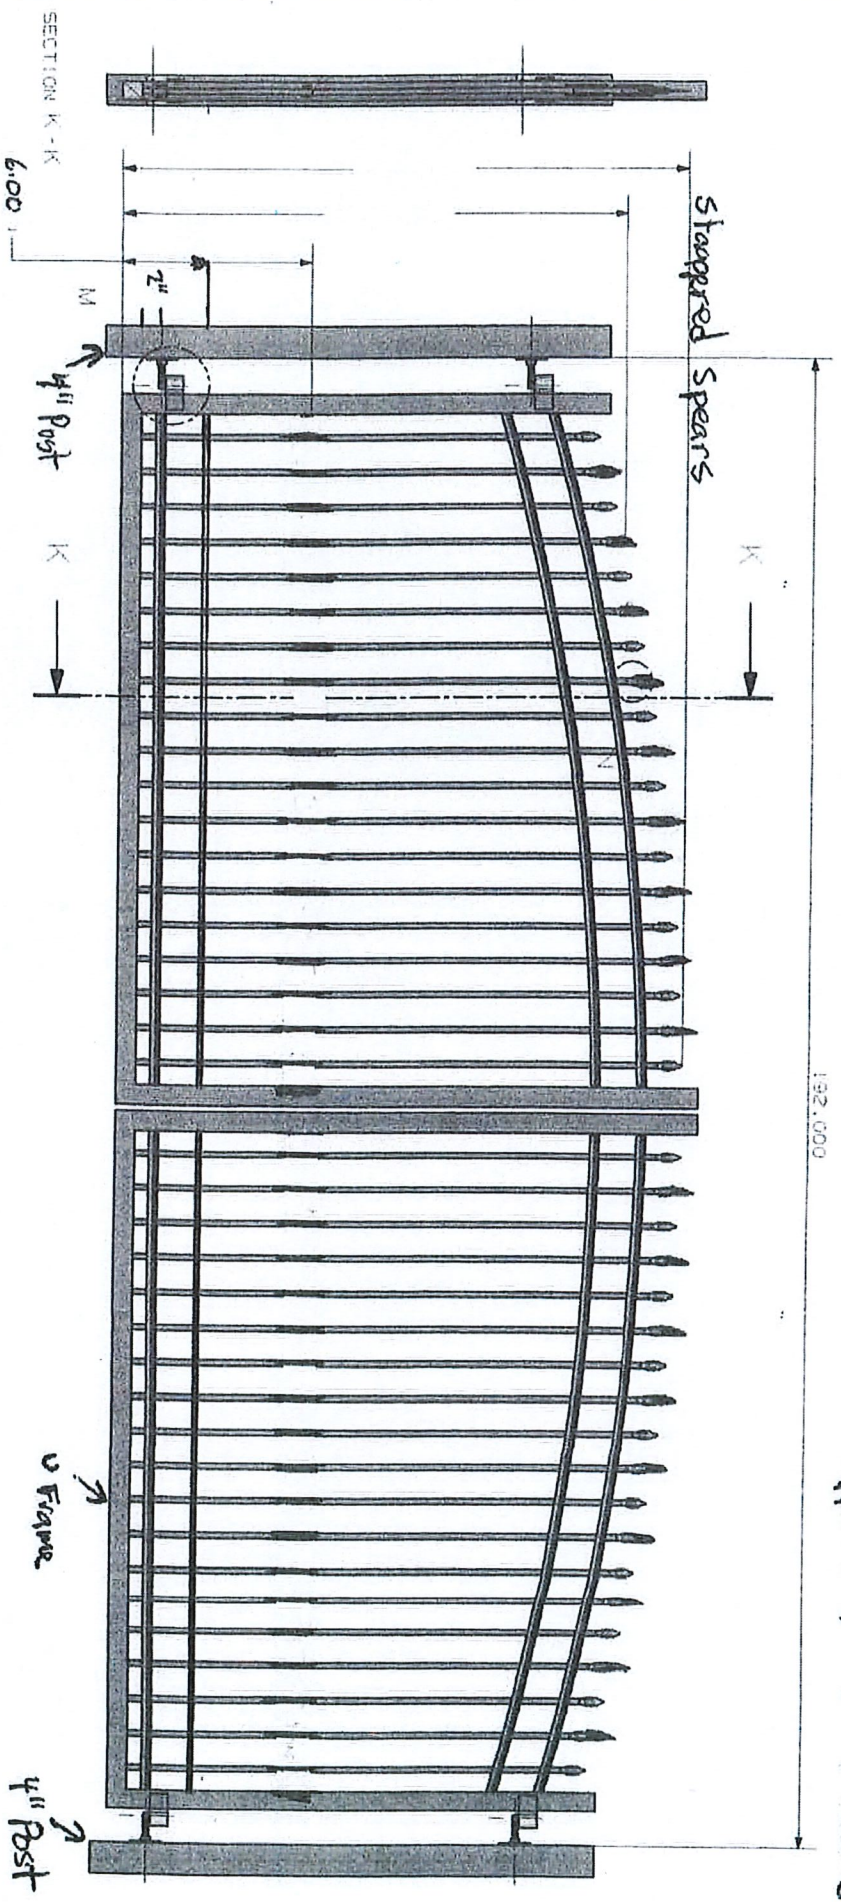 SECTION K-K
6.00
2"
M
4" Post
Staggered Spears
K
K
N
192.000
U Frame
4" Post